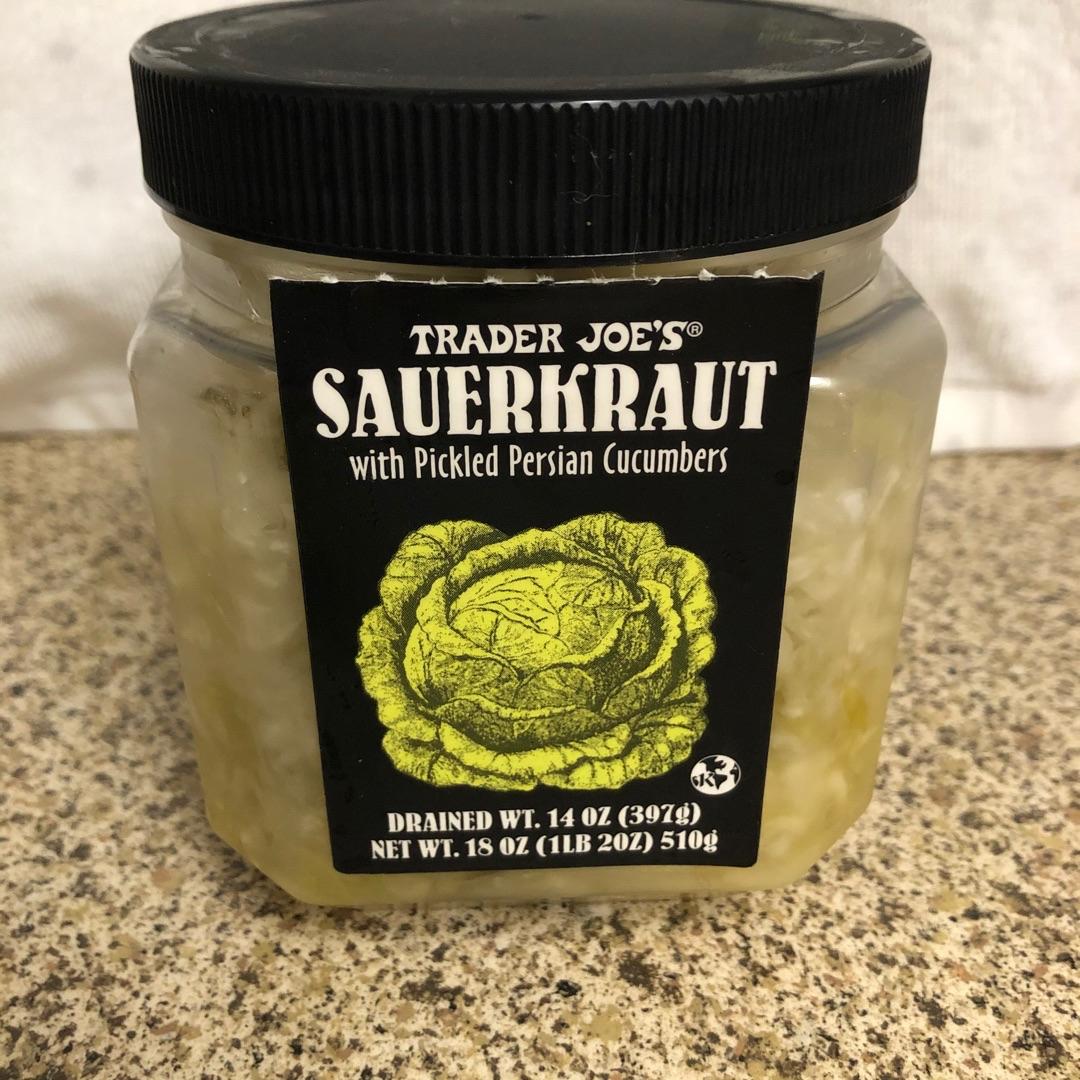 TRADER JOE'S®
SAUERKRAUT
with Pickled Persian Cucumbers
K
DRAINED WT. 14 OZ (397g)
NET WT. 18 OZ (1LB 2OZ) 510g